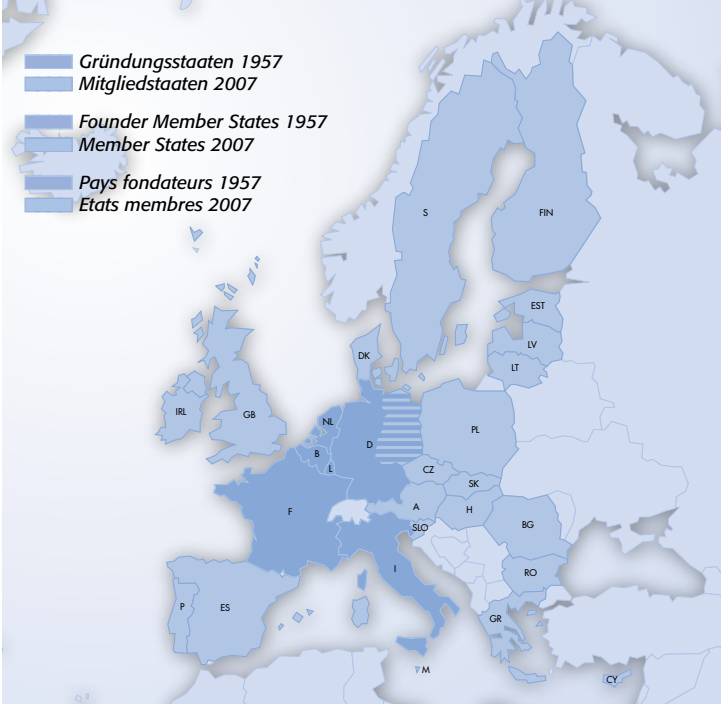 Gründungsstaaten 1957
Mitgliedstaaten 2007
Founder Member States 1957
Member States 2007
Pays fondateurs 1957
Etats membres 2007
S
FIN
EST
LV
LT
DK
IRL
GB
NL
B
L
D
PL
CZ
SK
A
H
SLO
F
BG
RO
I
P
ES
GR
M
CY